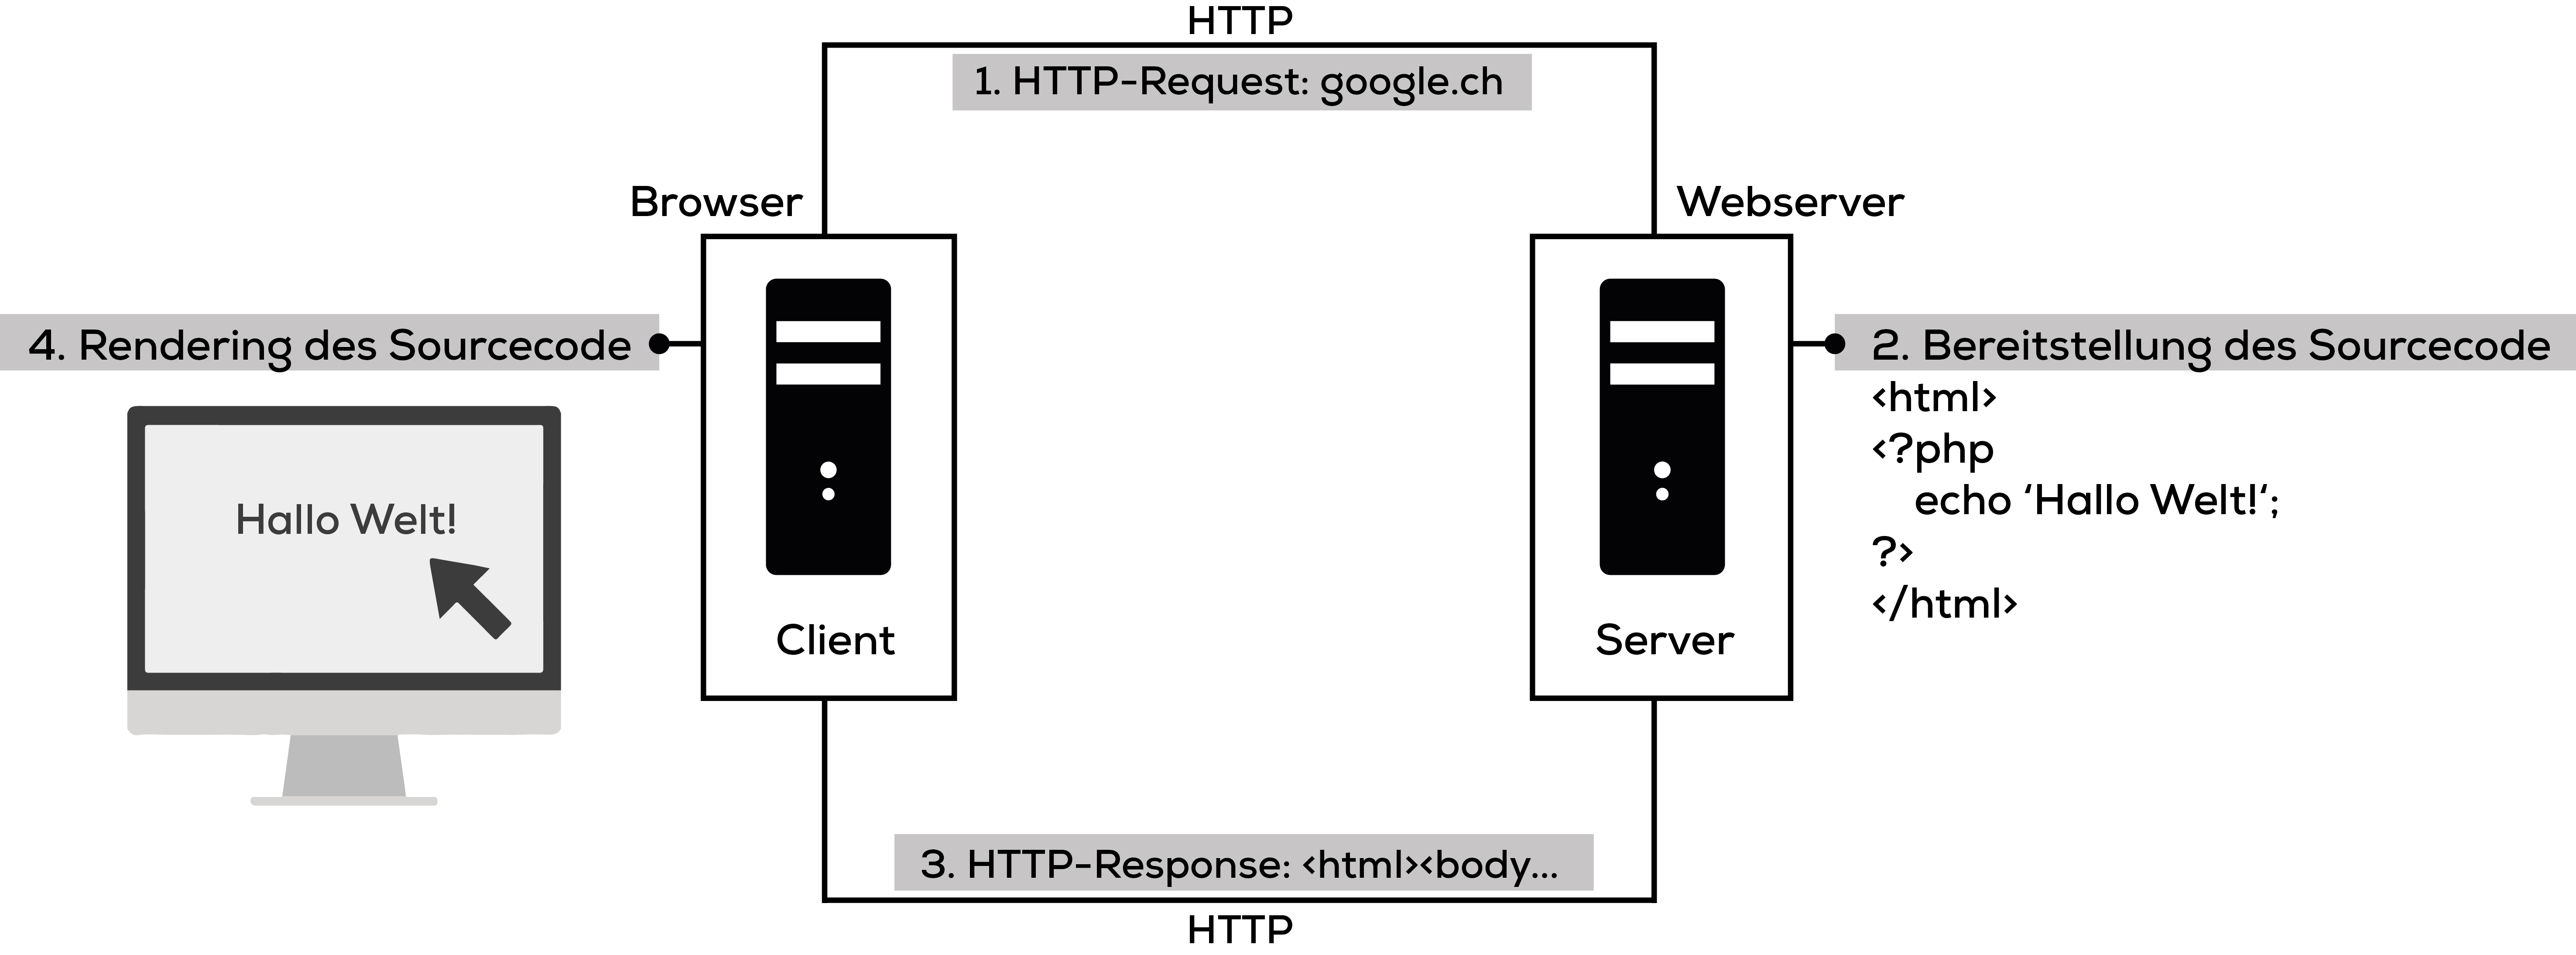 HTTP
1. HTTP-Request: google.ch
Browser
Webserver
4. Rendering des Sourcecode
2. Bereitstellung des Sourcecode
<html>
<?php
echo ‘Hallo Welt!‘;
?>
</html>
Hallo Welt!
Client
Server
3. HTTP-Response: <html><body...
HTTP